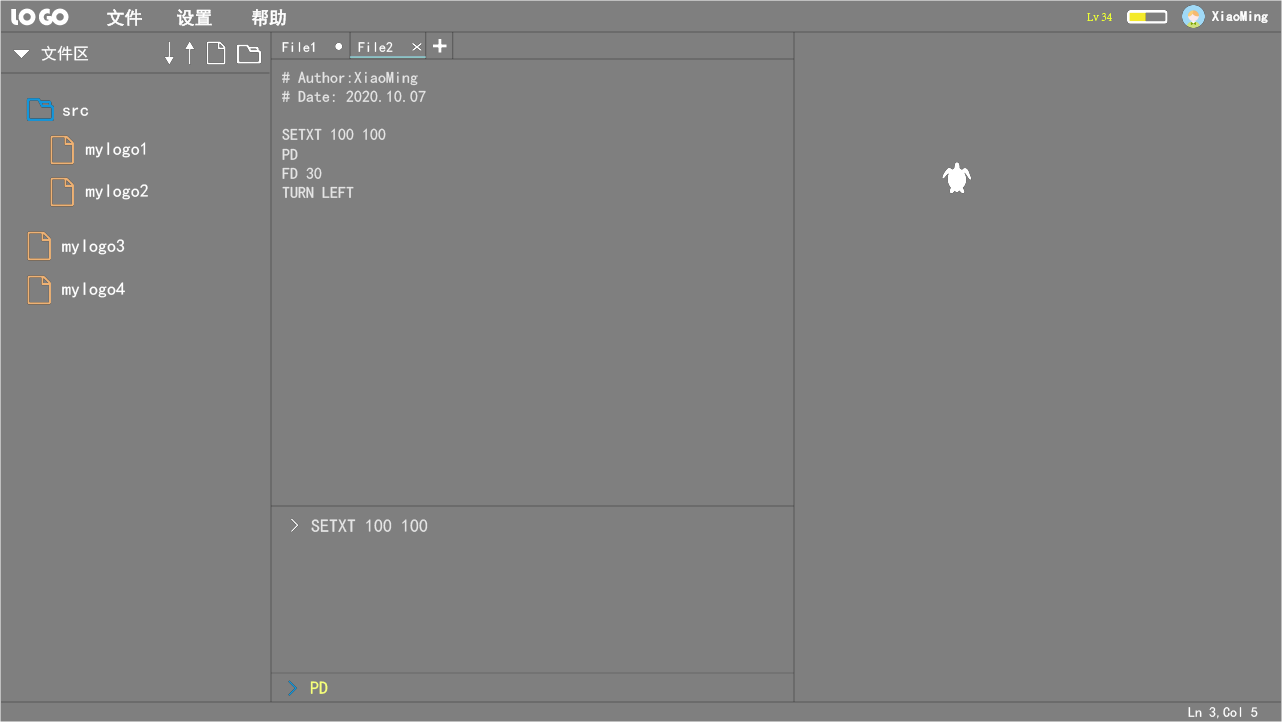 LOGO 文件 设置 帮助 Lv34 XiaoMing
文件区
src
mylogo1
mylogo2
mylogo3
mylogo4
File1 File2
# Author:XiaoMing
# Date: 2020.10.07
SETXT 100 100
PD
FD 30
TURN LEFT
SETXT 100 100
PD
Ln 3,Col 5